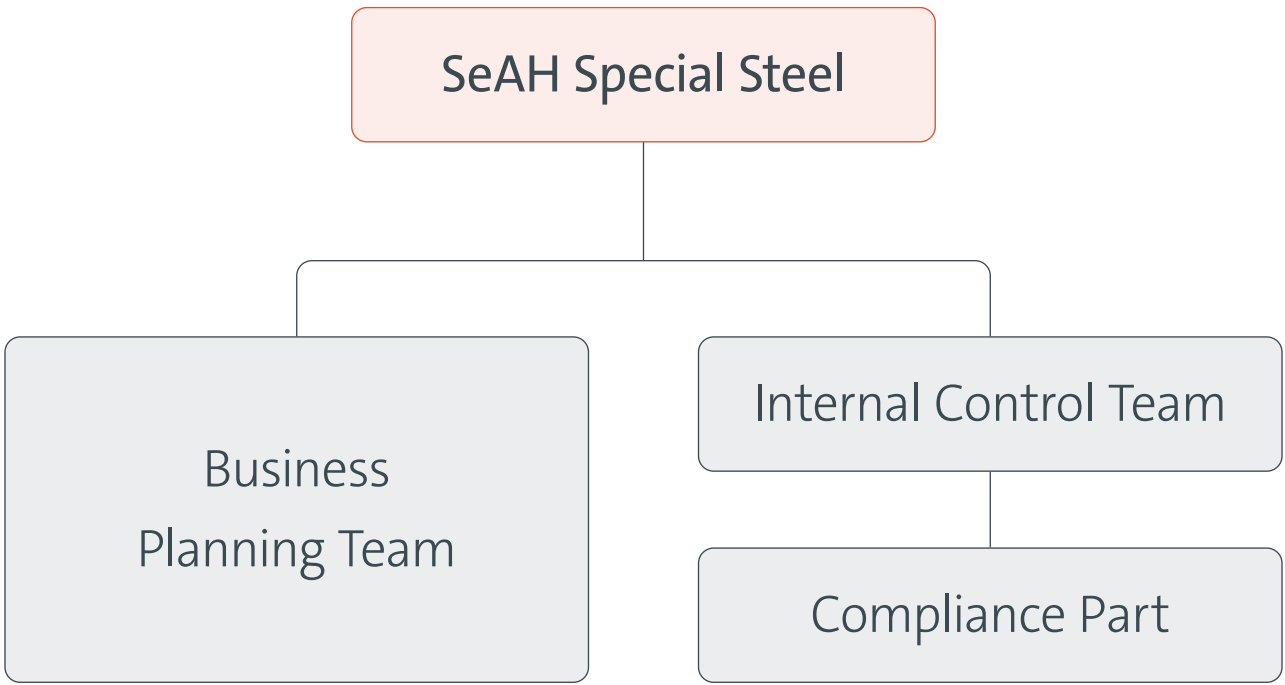 SeAH Special Steel
Business
Planning Team
Internal Control Team
Compliance Part